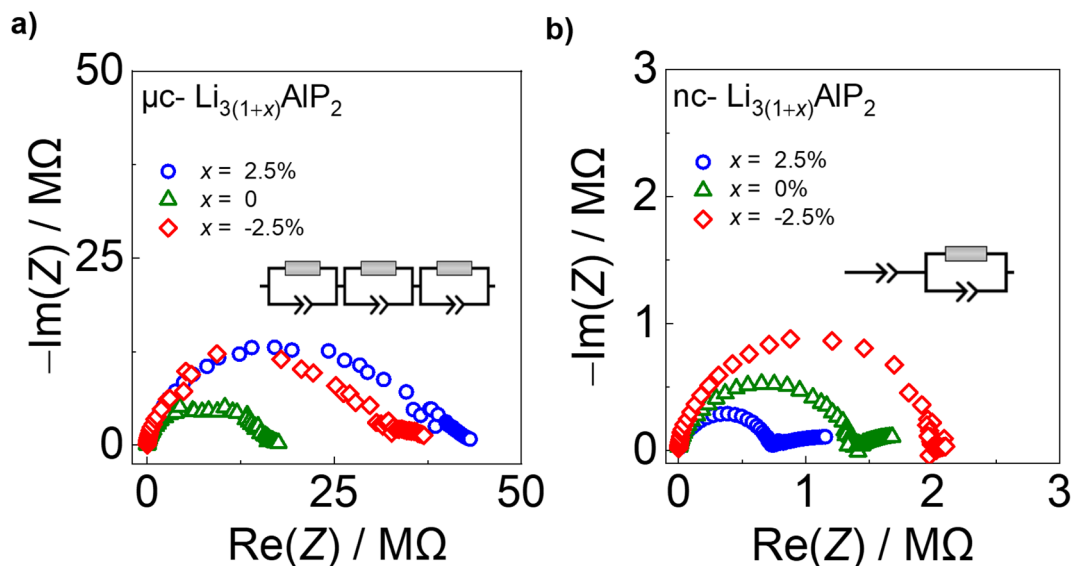 a)
50
25
0
–Im(Z) / MΩ
µc- Li3(1+x)AlP2
x = 2.5%
x = 0
x = -2.5%
0
25
50
Re(Z) / MΩ
b)
3
2
1
0
–Im(Z) / MΩ
nc- Li3(1+x)AlP2
x = 2.5%
x = 0%
x = -2.5%
0
1
2
3
Re(Z) / MΩ